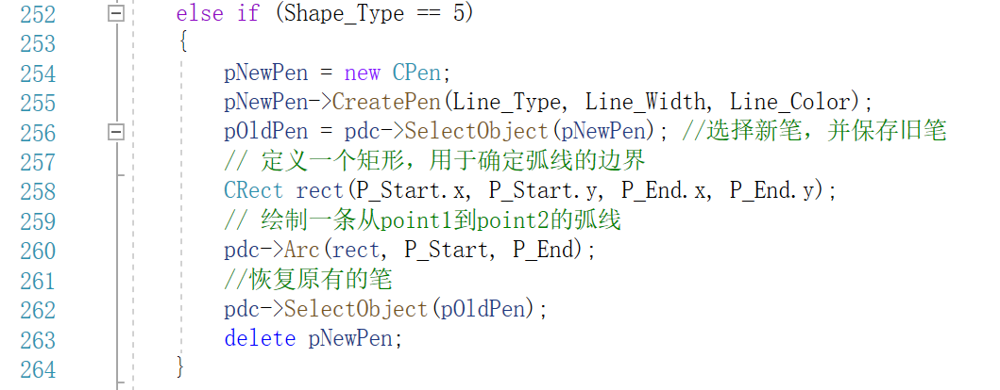 252 else if (Shape_Type == 5)
253 {
254 pNewPen = new CPen;
255 pNewPen->CreatePen(Line_Type, Line_Width, Line_Color);
256 pOldPen = pdc->SelectObject(pNewPen); //选择新笔，并保存旧笔
257 // 定义一个矩形，用于确定弧线的边界
258 CRect rect(P_Start.x, P_Start.y, P_End.x, P_End.y);
259 // 绘制一条从point1到point2的弧线
260 pdc->Arc(rect, P_Start, P_End);
261 //恢复原有的笔
262 pdc->SelectObject(pOldPen);
263 delete pNewPen;
264 }